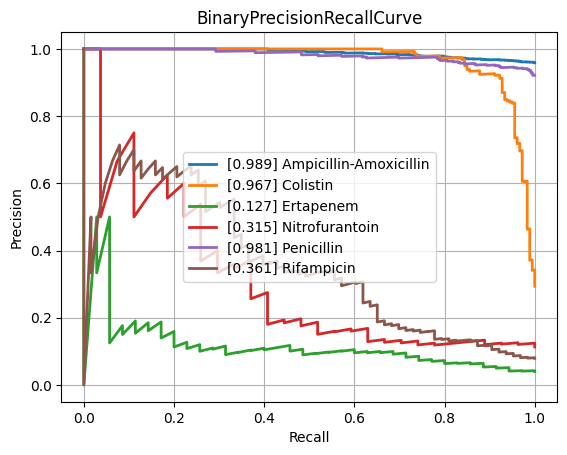 BinaryPrecisionRecallCurve
1.0
0.8
0.6
0.4
0.2
0.0
Precision
[0.989] Ampicillin-Amoxicillin
[0.967] Colistin
[0.127] Ertapenem
[0.315] Nitrofurantoin
[0.981] Penicillin
[0.361] Rifampicin
0.0 0.2 0.4 0.6 0.8 1.0
Recall